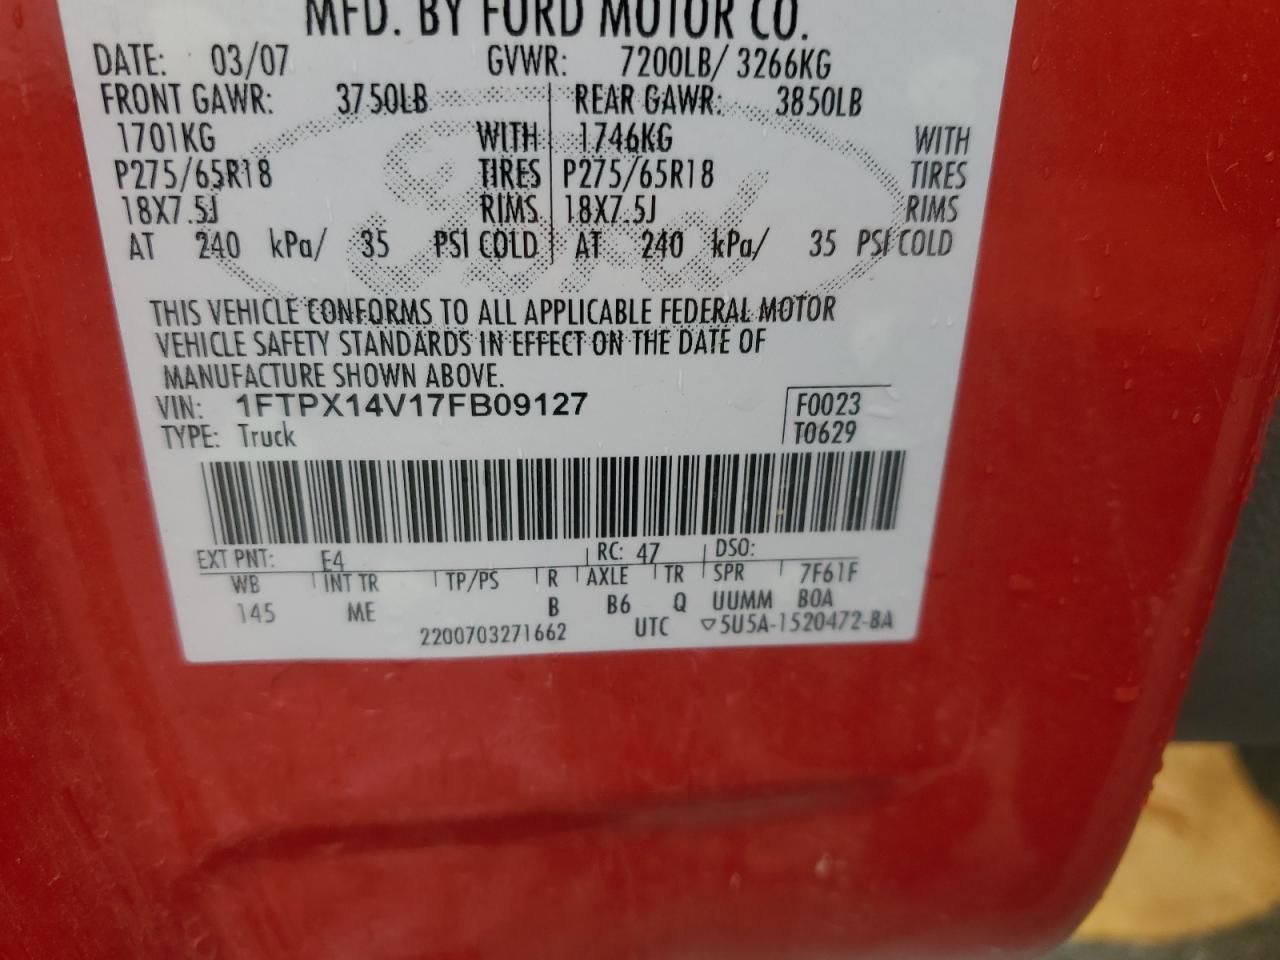 MFD. BY FORD MOTOR CO.
DATE: 03/07 GVWR: 7200LB/ 3266KG
FRONT GAWR: 3750LB REAR GAWR: 3850LB
1701KG WITH 1746KG WITH
P275/65R18 TIRES P275/65R18 TIRES
18X7.5J RIMS 18X7.5J RIMS
AT 240 kPa/ 35 PSI COLD AT 240 kPa/ 35 PSI COLD
THIS VEHICLE CONFORMS TO ALL APPLICABLE FEDERAL MOTOR
VEHICLE SAFETY STANDARDS IN EFFECT ON THE DATE OF
MANUFACTURE SHOWN ABOVE.
VIN: 1FTPX14V17FB09127 F0023
TYPE: Truck T0629
EXT PNT: E4 RC: 47 DSO:
WB INT TR TP/PS R AXLE TR SPR 7F61F
145 ME B B6 Q UUMM BOA
2200703271662 UTC ▽5U5A-1520472-BA